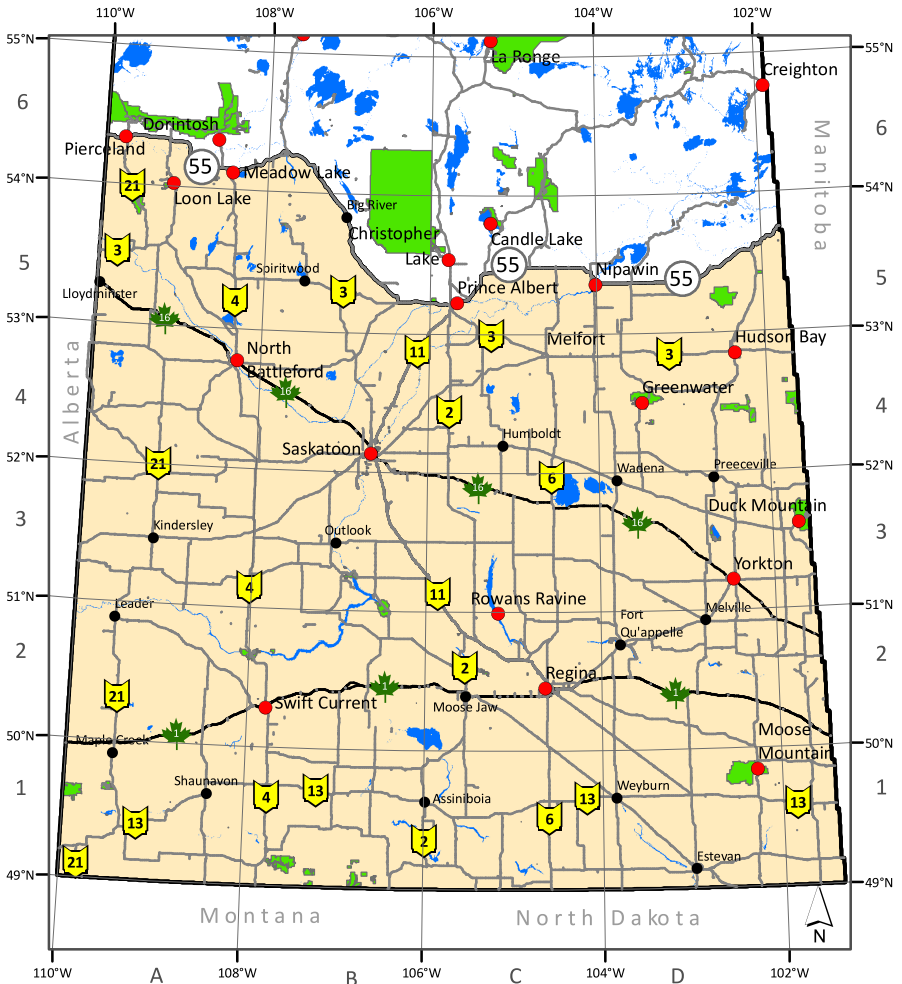 110°W 108°W 106°W 104°W 102°W
55°N 55°N
La Ronge
Creighton
6 6
Dorintosh
Pierceland
55
Meadow Lake
Manitoba
54°N 54°N
21
Loon Lake
Big River
Christopher
Lake
Candle Lake
3
5 5
55
Nipawin
55
Spiritwood
Lloydminster
4
3
Prince Albert
53°N 53°N
16
3
Melfort
Hudson Bay
North
Battleford
11
3
Alberta
16
Greenwater
4 4
2
Humboldt
Saskatoon
52°N 52°N
21
Wadena
Preeceville
6
16
Duck Mountain
16
3 3
Kindersley
Outlook
Yorkton
4
11
51°N 51°N
Rowans Ravine
Leader
Melville
Fort
Qu'appelle
2 2
2
Regina
21
1
1
Swift Current
Moose Jaw
1
Maple Creek
Moose
Mountain
50°N 50°N
Shaunavon
4
13
Assiniboia
13
Weyburn
13
1 1
13
6
2
21
Estevan
49°N 49°N
Montana
North Dakota
N
110°W A 108°W B 106°W C 104°W D 102°W